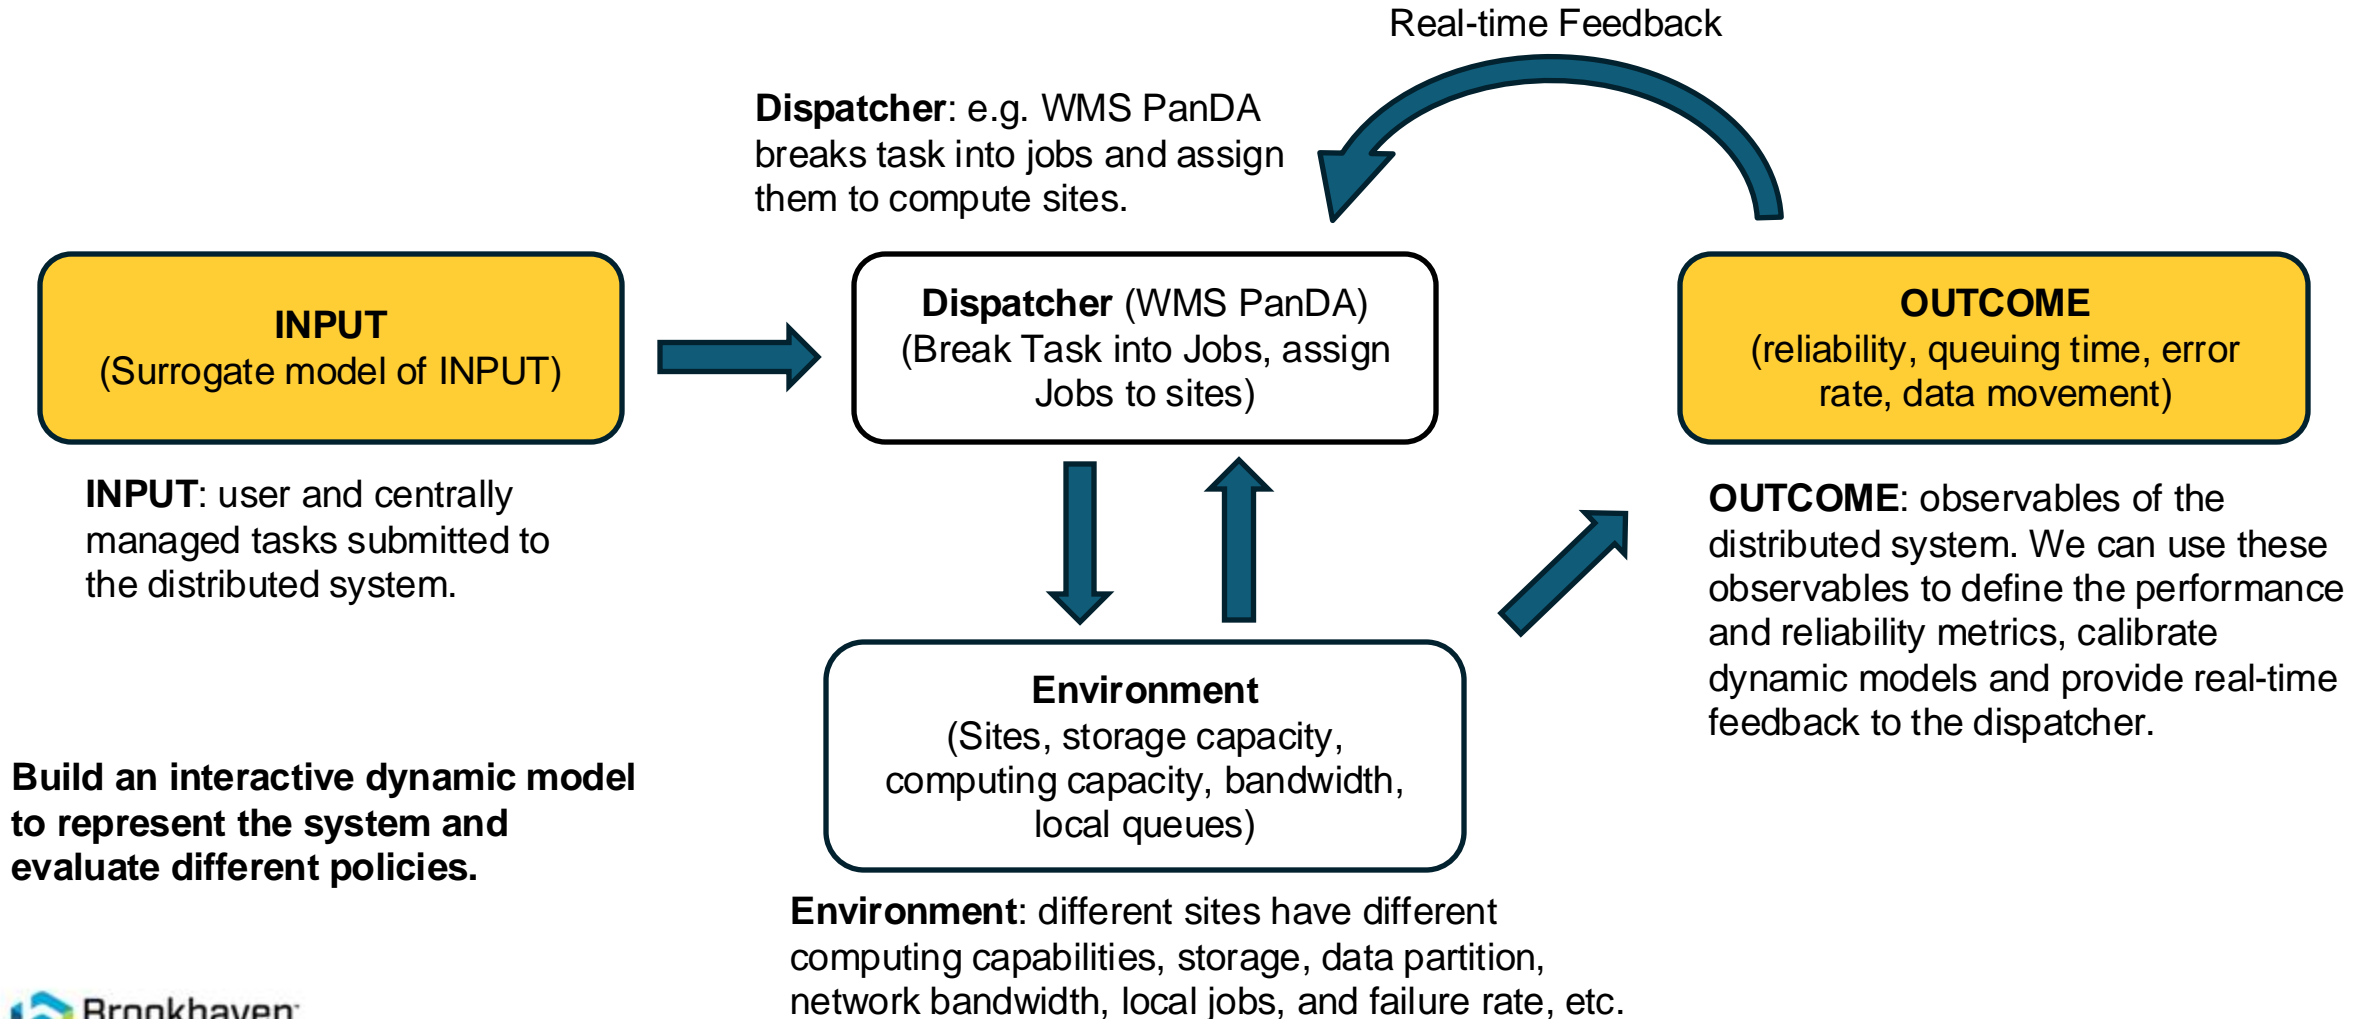 Real-time Feedback
Dispatcher: e.g. WMS PanDA
breaks task into jobs and assign
them to compute sites.
INPUT
(Surrogate model of INPUT)
Dispatcher (WMS PanDA)
(Break Task into Jobs, assign
Jobs to sites)
OUTCOME
(reliability, queuing time, error
rate, data movement)
INPUT: user and centrally
managed tasks submitted to
the distributed system.
OUTCOME: observables of the
distributed system. We can use these
observables to define the performance
and reliability metrics, calibrate
dynamic models and provide real-time
feedback to the dispatcher.
Environment
(Sites, storage capacity,
computing capacity, bandwidth,
local queues)
Build an interactive dynamic model
to represent the system and
evaluate different policies.
Environment: different sites have different
computing capabilities, storage, data partition,
network bandwidth, local jobs, and failure rate, etc.
Brookhaven